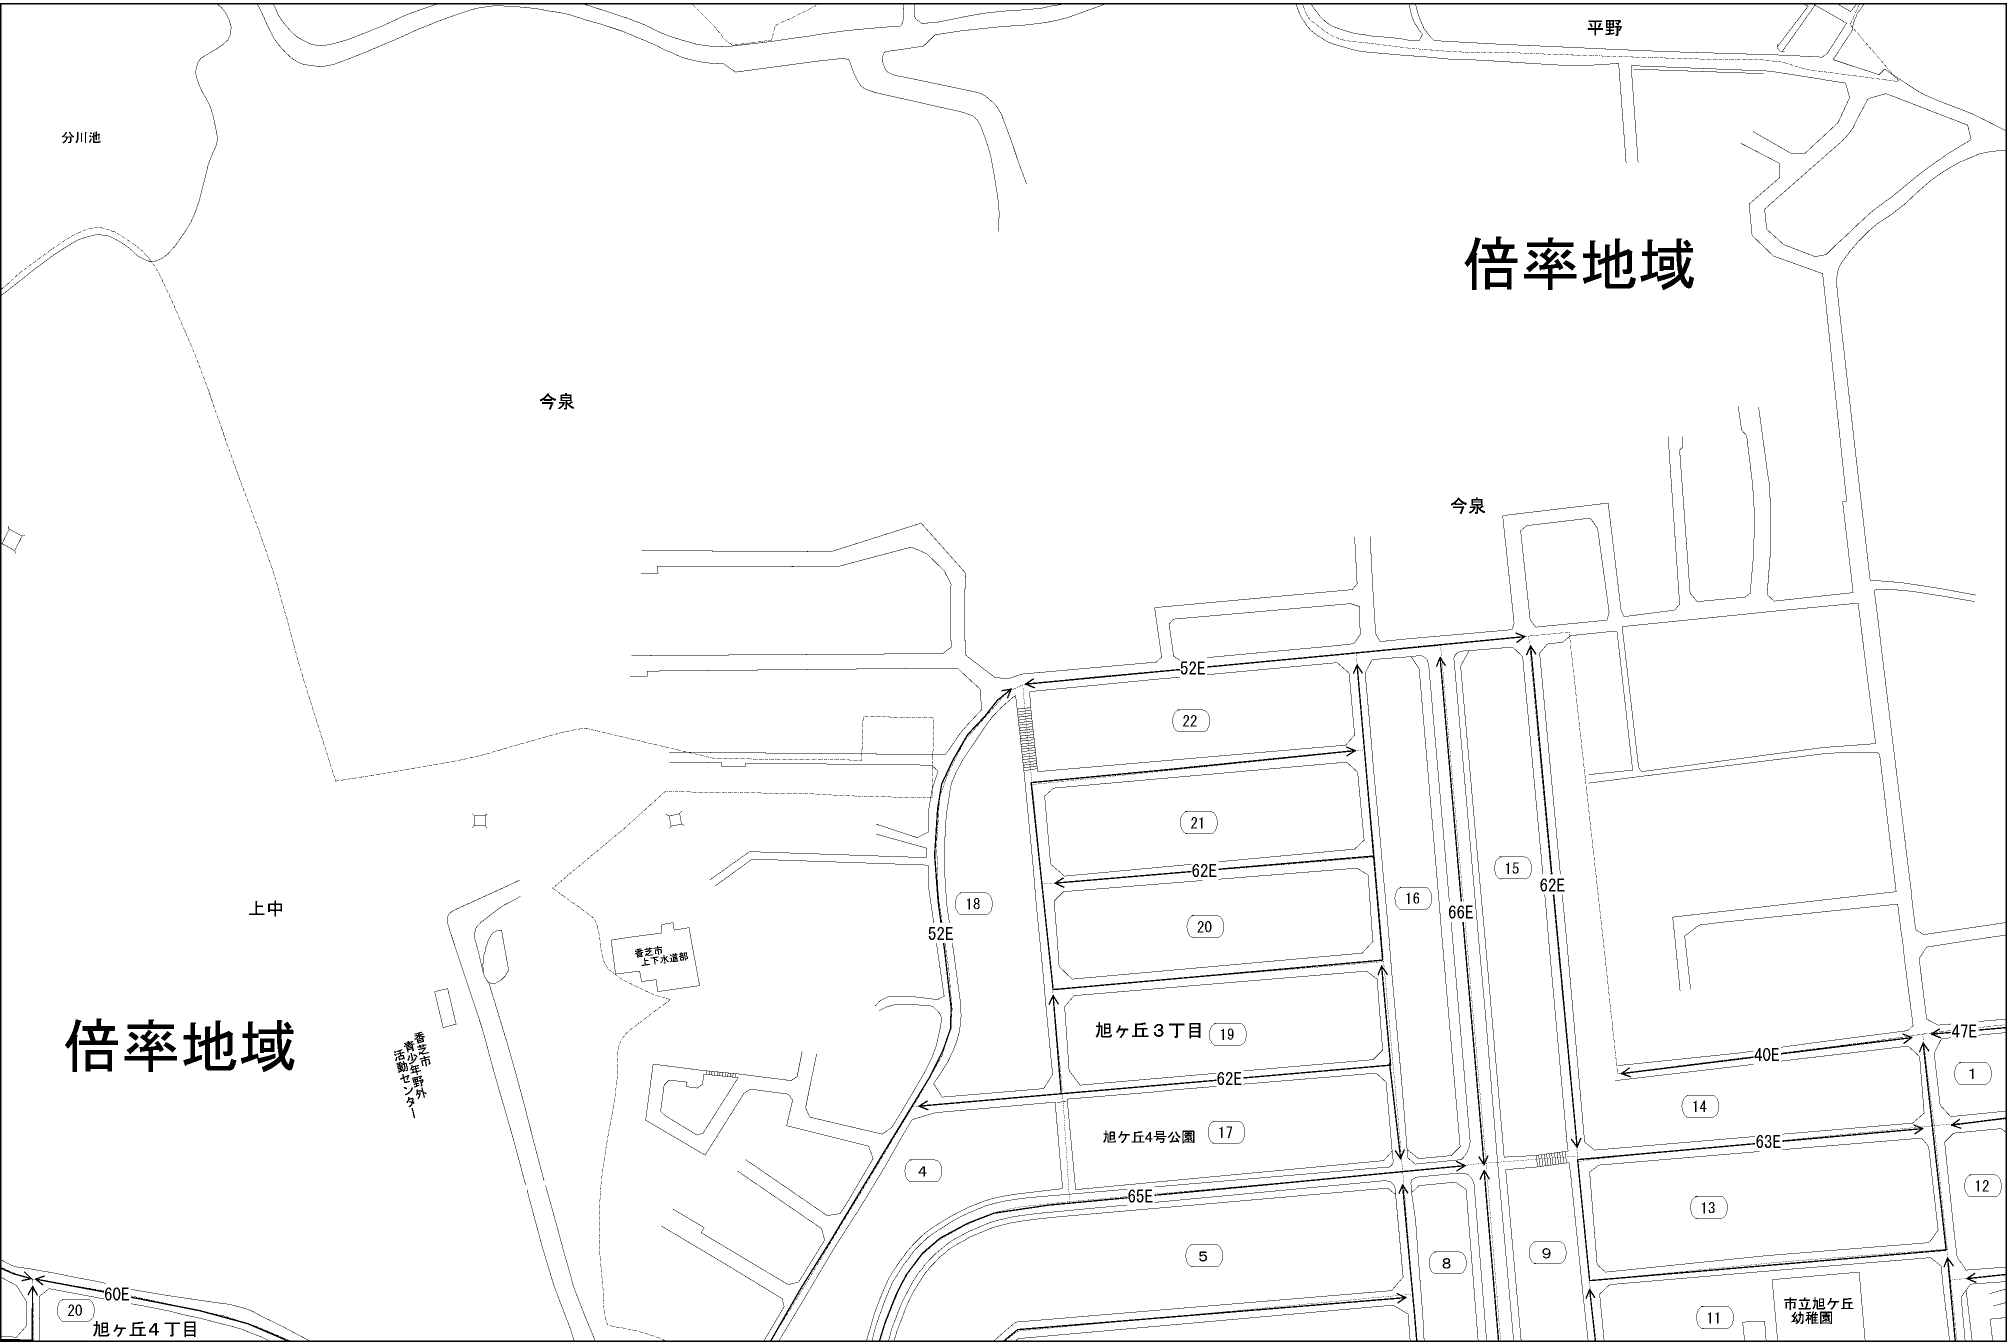 平野
分川池
倍率地域
今泉
今泉
52E
22
21
62E
15
62E
16
18
66E
上中
20
52E
香芝市
上下水道部
倍率地域
旭ヶ丘３丁目
19
47E
香芝市
青少年野外
活動センター
40E
1
62E
14
旭ケ丘4号公園
17
63E
4
12
65E
13
5
9
8
60E
20
市立旭ケ丘
幼稚園
11
旭ヶ丘４丁目